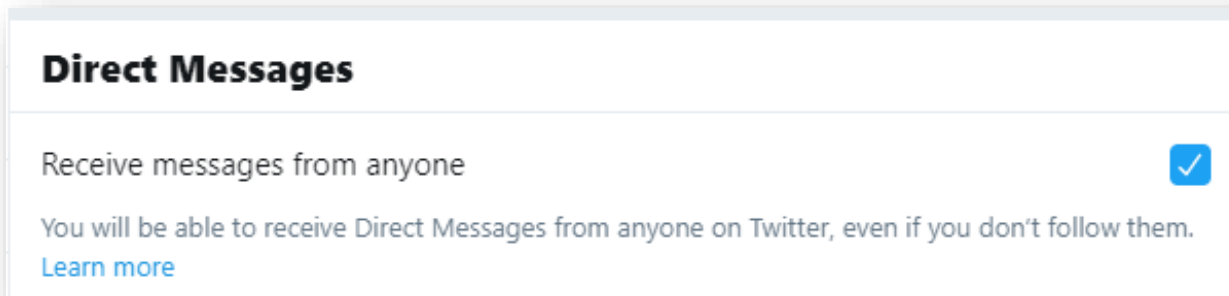 Direct Messages
Receive messages from anyone
You will be able to receive Direct Messages from anyone on Twitter, even if you don’t follow them.
Learn more